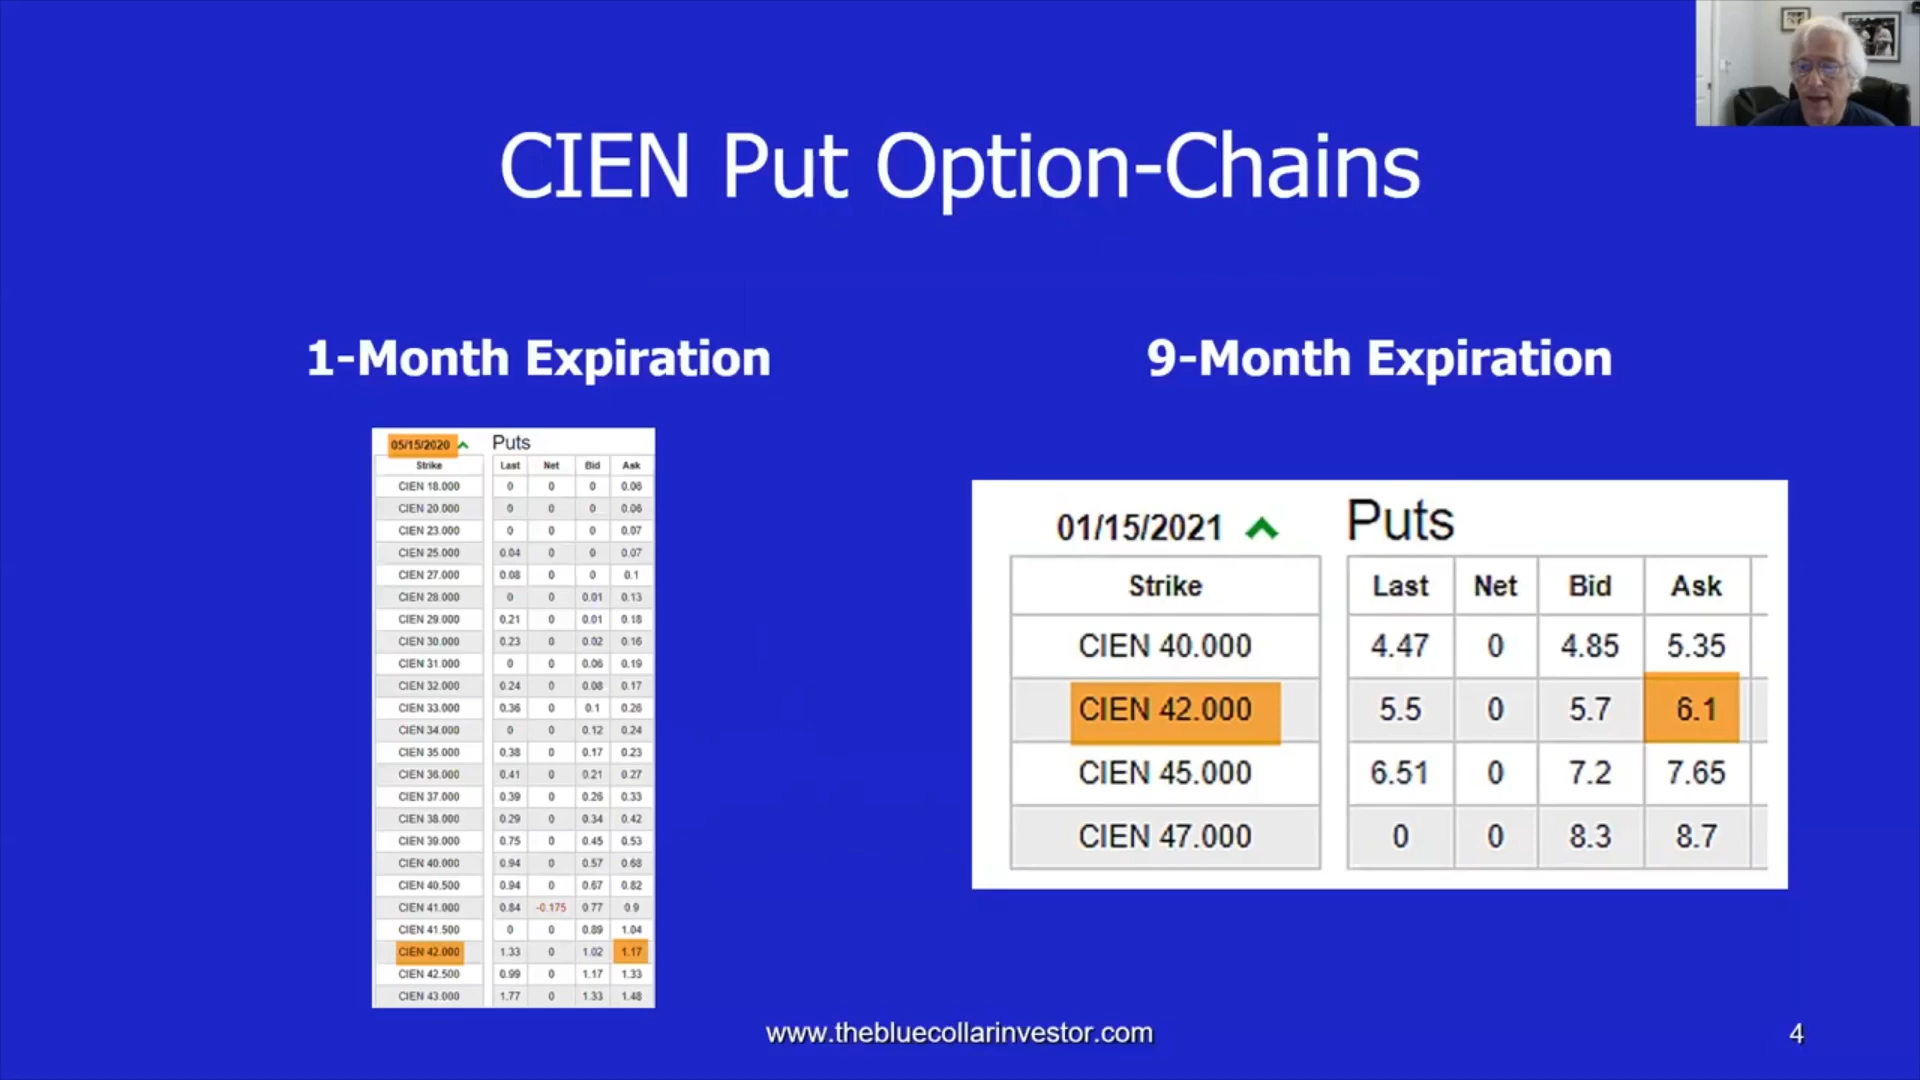 CIEN Put Option-Chains
1-Month Expiration
9-Month Expiration
05/15/2020 Puts
Strike Last Net Bid Ask
CIEN 18.000 0 0 0 0.06
CIEN 20.000 0 0 0 0.06
CIEN 23.000 0 0 0 0.07
CIEN 25.000 0.04 0 0 0.07
CIEN 27.000 0.08 0 0 0.1
CIEN 28.000 0 0 0.01 0.13
CIEN 29.000 0.21 0 0.01 0.18
CIEN 30.000 0.23 0 0.02 0.16
CIEN 31.000 0 0 0.06 0.19
CIEN 32.000 0.24 0 0.08 0.17
CIEN 33.000 0.36 0 0.1 0.26
CIEN 34.000 0 0 0.12 0.24
CIEN 35.000 0.38 0 0.17 0.23
CIEN 36.000 0.41 0 0.21 0.27
CIEN 37.000 0.39 0 0.26 0.33
CIEN 38.000 0.29 0 0.34 0.42
CIEN 39.000 0.75 0 0.45 0.53
CIEN 40.000 0.94 0 0.57 0.68
CIEN 40.500 0.94 0 0.67 0.82
CIEN 41.000 0.84 -0.175 0.77 0.9
CIEN 41.500 0 0 0.89 1.04
CIEN 42.000 1.33 0 1.02 1.17
CIEN 42.500 0.99 0 1.17 1.33
CIEN 43.000 1.77 0 1.33 1.48
01/15/2021 Puts
Strike Last Net Bid Ask
CIEN 40.000 4.47 0 4.85 5.35
CIEN 42.000 5.5 0 5.7 6.1
CIEN 45.000 6.51 0 7.2 7.65
CIEN 47.000 0 0 8.3 8.7
www.thebluecollarinvestor.com
4